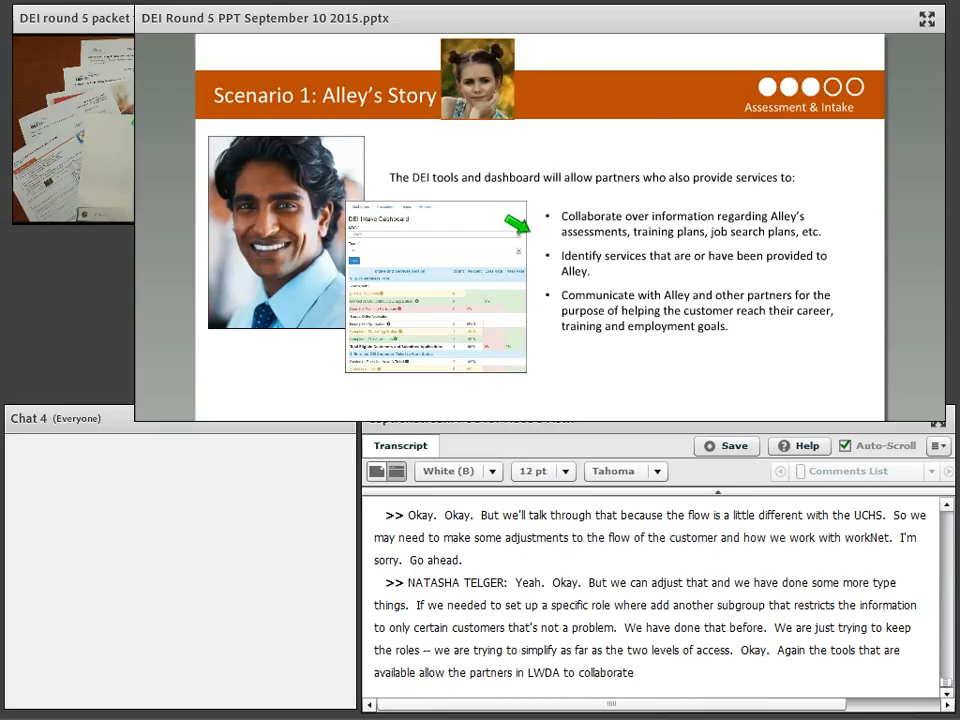 DEI round 5 packet
DEI Round 5 PPT September 10 2015.pptx
Scenario 1: Alley's Story
Assessment & Intake
The DEI tools and dashboard will allow partners who also provide services to:
• Collaborate over information regarding Alley's
assessments, training plans, job search plans, etc.
• Identify services that are or have been provided to
Alley.
• Communicate with Alley and other partners for the
purpose of helping the customer reach their career,
training and employment goals.
DEI Intake Dashboard
Chat 4 (Everyone)
Transcript
Save
Help
Auto-Scroll
White (B)
12 pt
Tahoma
Comments List
>> Okay. Okay. But we'll talk through that because the flow is a little different with the UCHS. So we
may need to make some adjustments to the flow of the customer and how we work with workNet. I'm
sorry. Go ahead.
>> NATASHA TELGER: Yeah. Okay. But we can adjust that and we have done some more type
things. If we needed to set up a specific role where add another subgroup that restricts the information
to only certain customers that's not a problem. We have done that before. We are just trying to keep
the roles -- we are trying to simplify as far as the two levels of access. Okay. Again the tools that are
available allow the partners in LWDA to collaborate